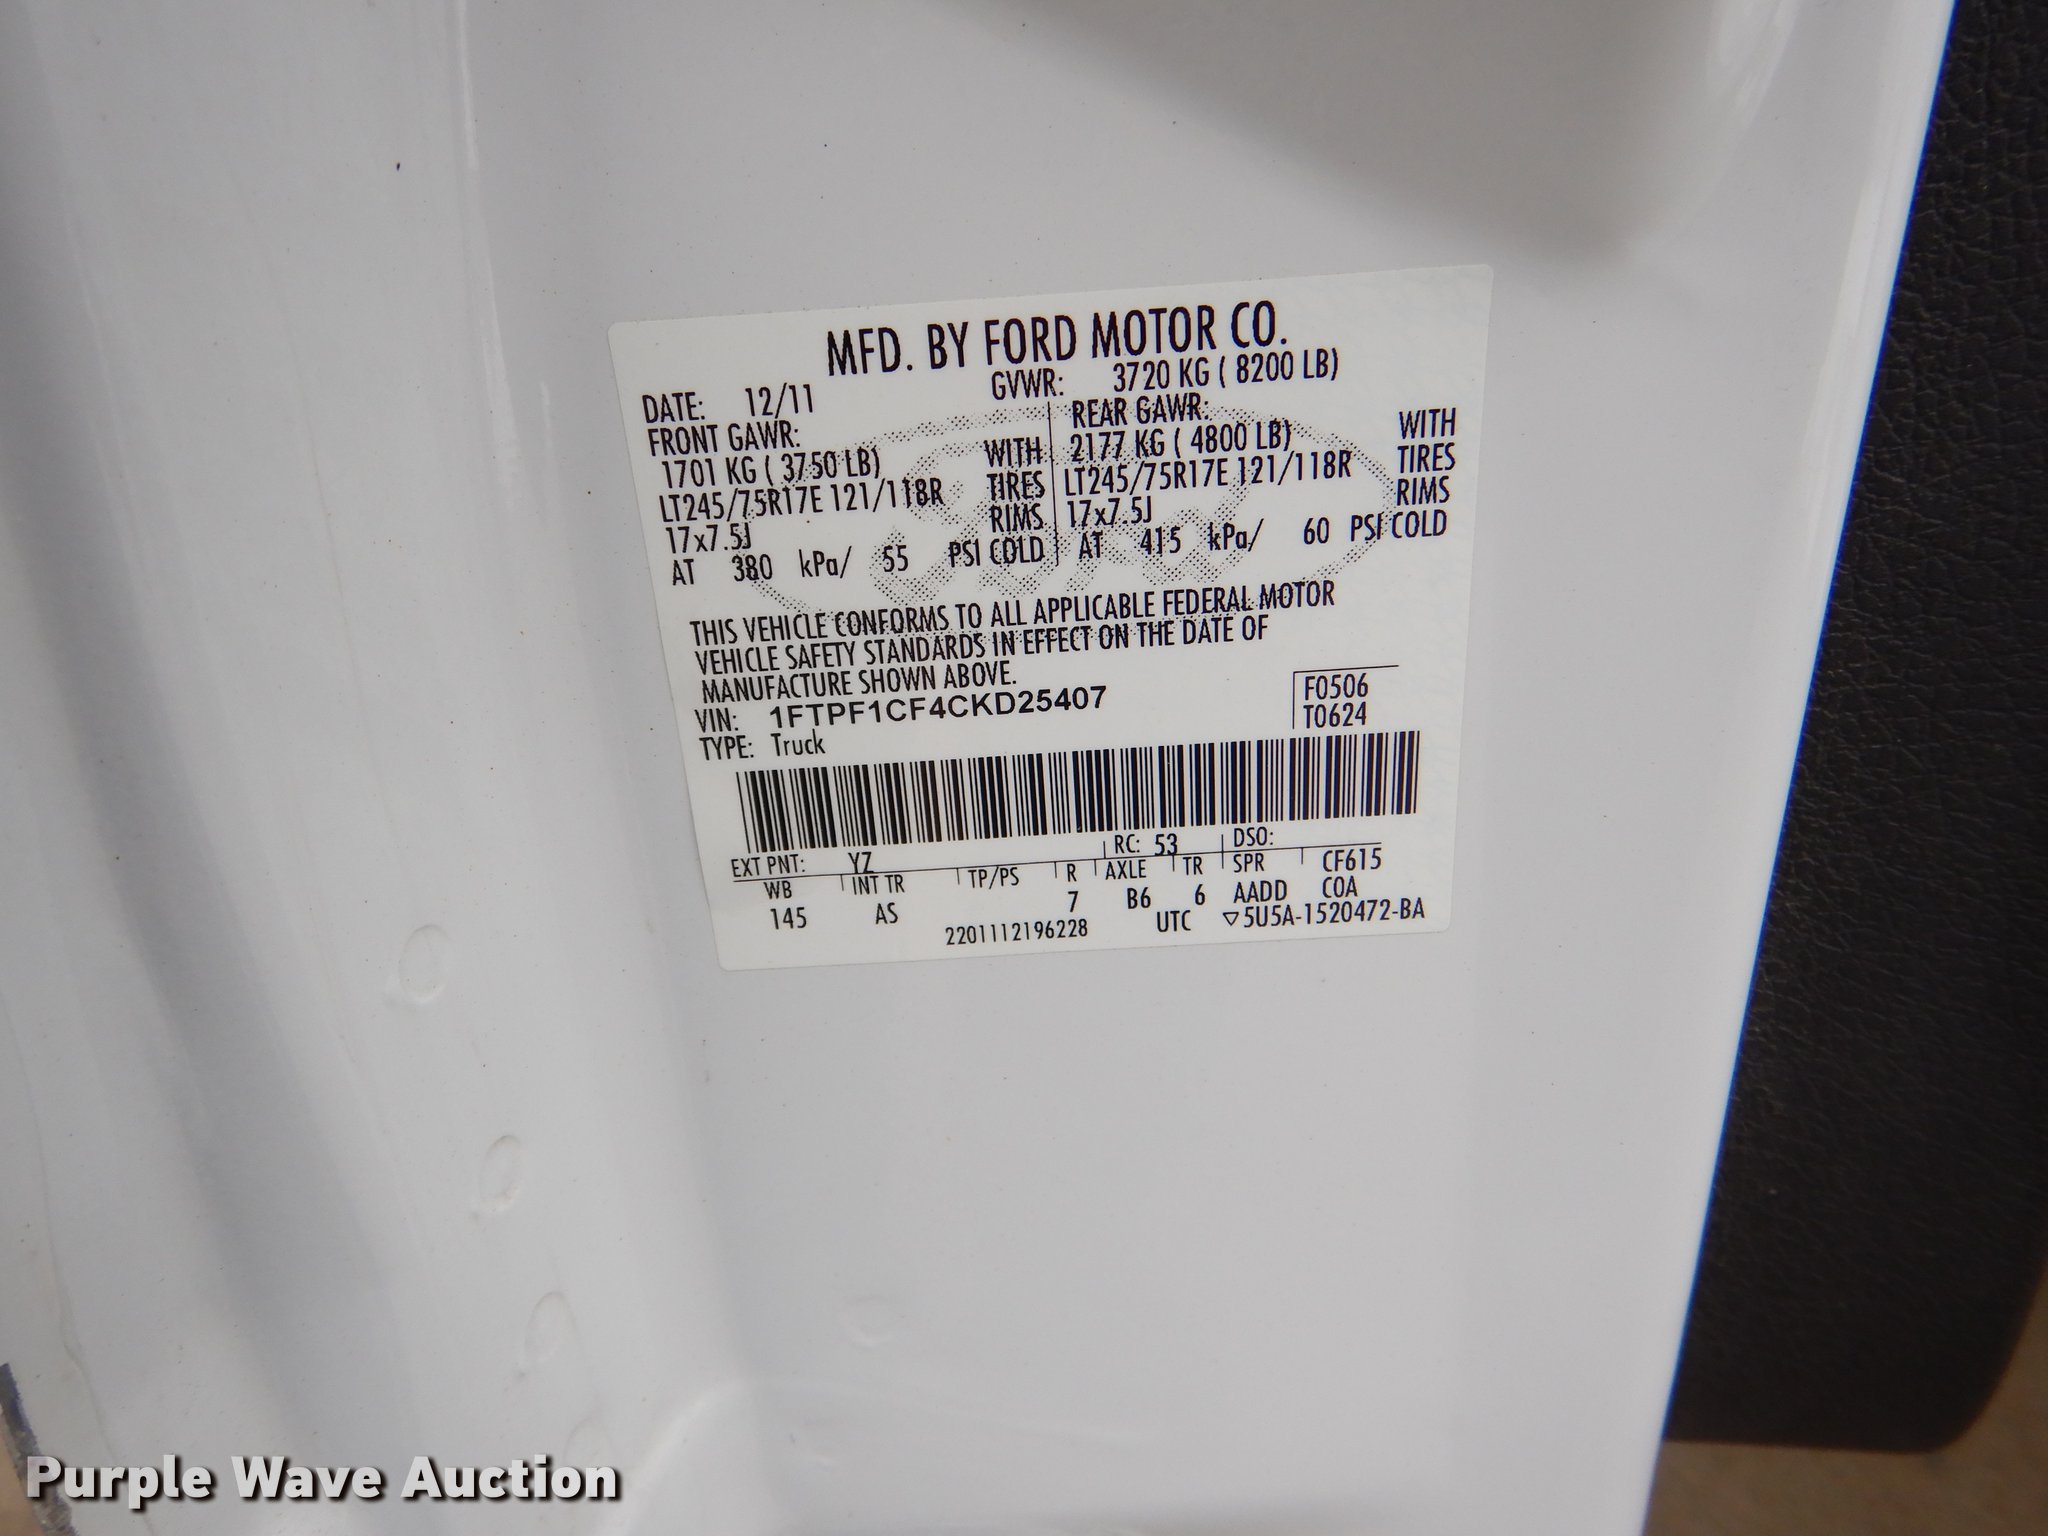 MFD. BY FORD MOTOR CO.
DATE: 12/11 GVWR: 3720 KG ( 8200 LB)
FRONT GAWR: REAR GAWR:
1701 KG ( 3750 LB) WITH 2177 KG ( 4800 LB) WITH
LT245/75R17E 121/118R TIRES LT245/75R17E 121/118R TIRES
17x7.5J RIMS 17x7.5J RIMS
AT 380 kPa/ 55 PSI COLD AT 415 kPa/ 60 PSI COLD
THIS VEHICLE CONFORMS TO ALL APPLICABLE FEDERAL MOTOR
VEHICLE SAFETY STANDARDS IN EFFECT ON THE DATE OF
MANUFACTURE SHOWN ABOVE.
VIN: 1FTPF1CF4CKD25407 F0506
TYPE: Truck T0624
EXT PNT: YZ RC: 53 DSO:
WB INT TR TP/PS R AXLE TR SPR CF615
145 AS 7 B6 6 AADD COA
2201112196228 UTC ▽5U5A-1520472-BA
Purple Wave Auction